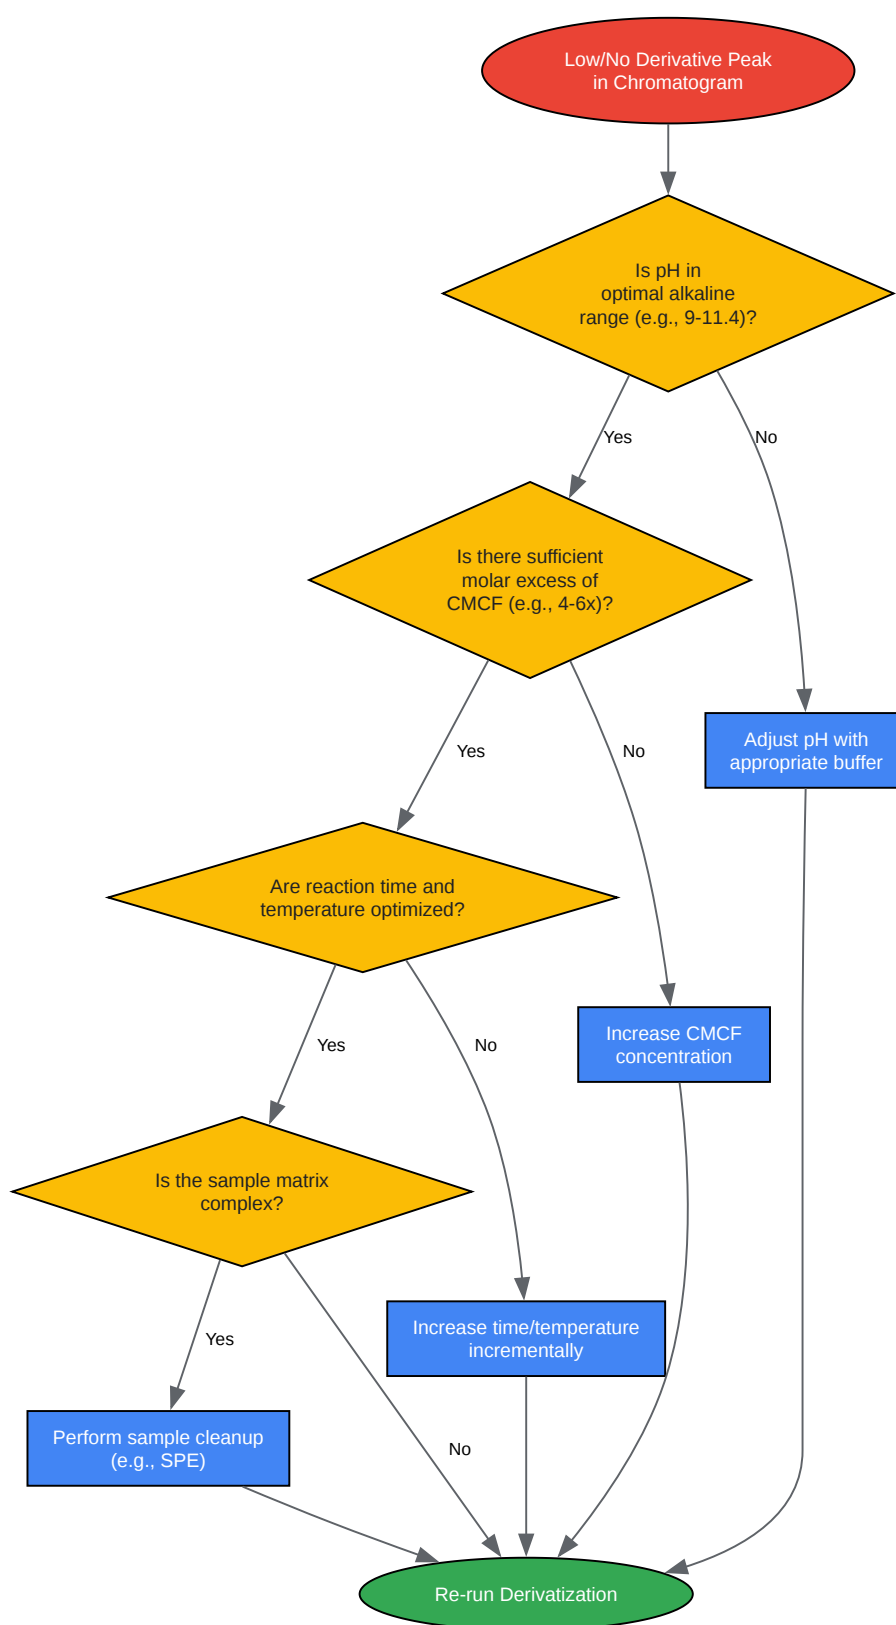 Low/No Derivative Peak
in Chromatogram
Is pH in
optimal alkaline
range (e.g., 9-11.4)?
Yes
No
Is there sufficient
molar excess of
CMCF (e.g., 4-6x)?
Yes
No
Adjust pH with
appropriate buffer
Are reaction time and
temperature optimized?
Yes
No
Increase CMCF
concentration
Is the sample matrix
complex?
Yes
No
Increase time/temperature
incrementally
Perform sample cleanup
(e.g., SPE)
Re-run Derivatization